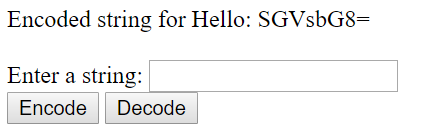 Encoded string for Hello: SGVsbG8=
Enter a string:
Encode Decode